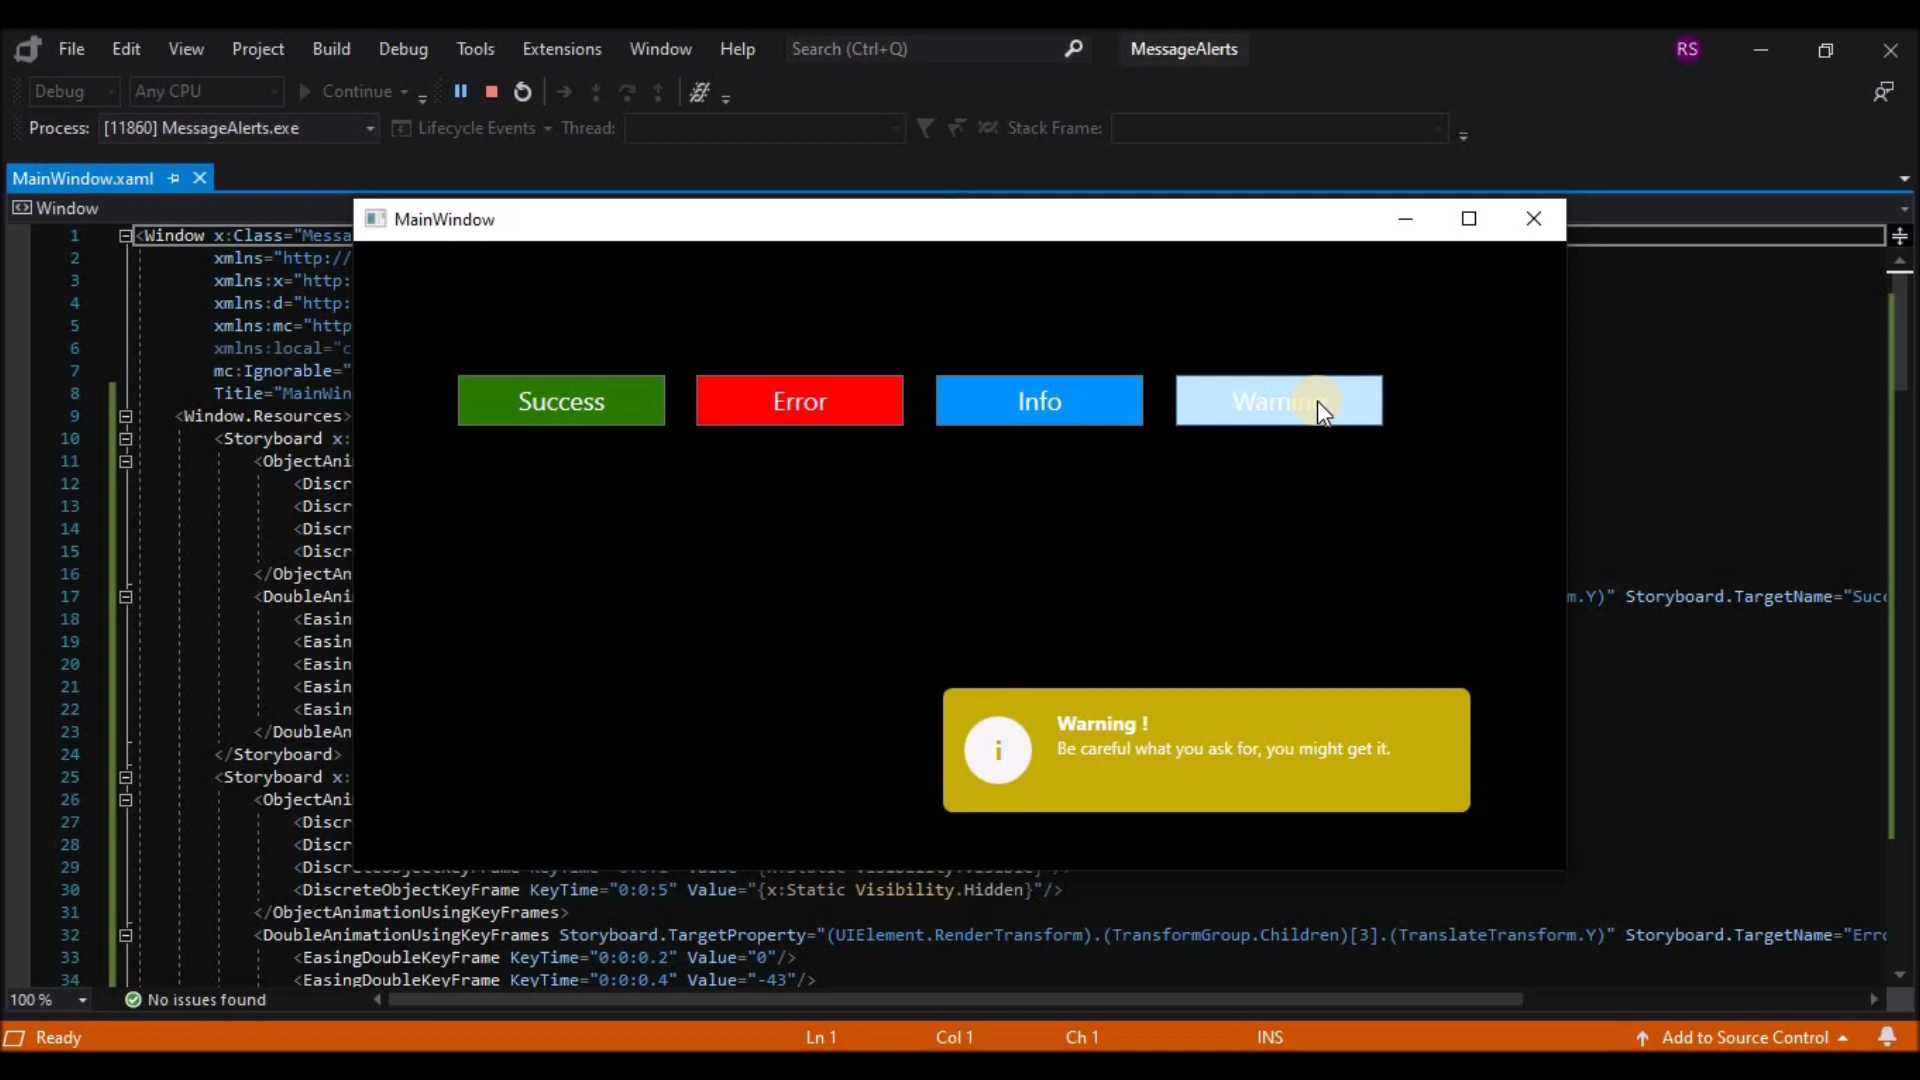 File Edit View Project Build Debug Tools Extensions Window Help Search (Ctrl+Q) MessageAlerts RS
Debug Any CPU Continue
Process: [11860] MessageAlerts.exe Lifecycle Events Thread: Stack Frame:
MainWindow.xaml
Window
MainWindow
Success Error Info Warning
Warning !
Be careful what you ask for, you might get it.
i
1 <Window x:Class="Messa
2 xmlns="http://
3 xmlns:x="http:
4 xmlns:d="http:
5 xmlns:mc="http
6 xmlns:local="c
7 mc:Ignorable="
8 Title="MainWin
9 <Window.Resources>
10 <Storyboard x:
11 <ObjectAni
12 <Discr
13 <Discr
14 <Discr
15 <Discr
16 </ObjectAn
17 <DoubleAni m.Y)" Storyboard.TargetName="Succ
18 <Easin
19 <Easin
20 <Easin
21 <Easin
22 <Easin
23 </DoubleAn
24 </Storyboard>
25 <Storyboard x:
26 <ObjectAni
27 <Discr
28 <Discr
29 <Discr
30 <DiscreteObjectKeyFrame KeyTime="0:0:5" Value="{x:Static Visibility.Hidden}"/>
31 </ObjectAnimationUsingKeyFrames>
32 <DoubleAnimationUsingKeyFrames Storyboard.TargetProperty="(UIElement.RenderTransform).(TransformGroup.Children)[3].(TranslateTransform.Y)" Storyboard.TargetName="Erro
33 <EasingDoubleKeyFrame KeyTime="0:0:0.2" Value="0"/>
34 <EasingDoubleKeyFrame KeyTime="0:0:0.4" Value="-43"/>
100 % No issues found
Ready Ln 1 Col 1 Ch 1 INS Add to Source Control